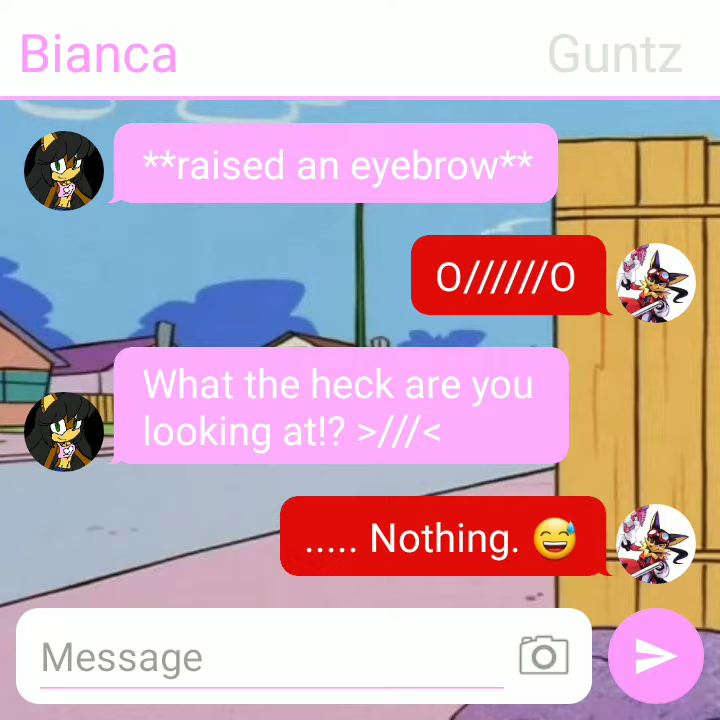 Bianca
Guntz
**raised an eyebrow**
O//////O
What the heck are you
looking at!? >///<
..... Nothing. 😅
Message